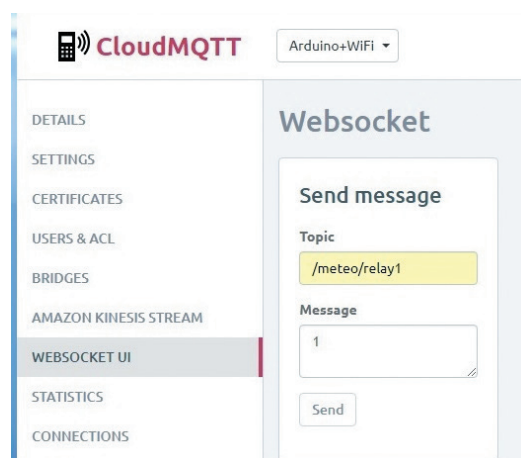 CloudMQTT
Arduino+WiFi
DETAILS
SETTINGS
CERTIFICATES
USERS & ACL
BRIDGES
AMAZON KINESIS STREAM
WEBSOCKET UI
STATISTICS
CONNECTIONS
Websocket
Send message
Topic
/meteo/relay1
Message
1
Send